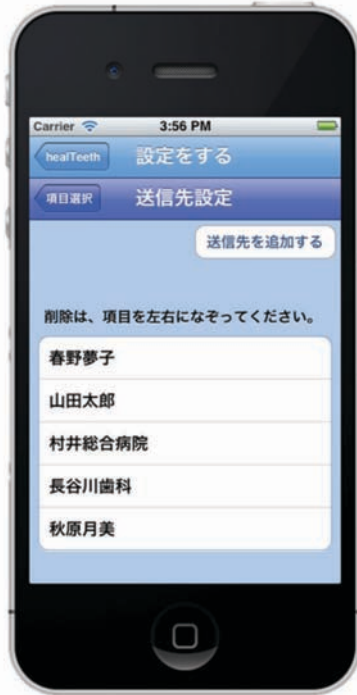 Carrier 3:56 PM
healTeeth 設定をする
項目選択 送信先設定
送信先を追加する
削除は、項目を左右になぞってください。
春野夢子
山田太郎
村井総合病院
長谷川歯科
秋原月美